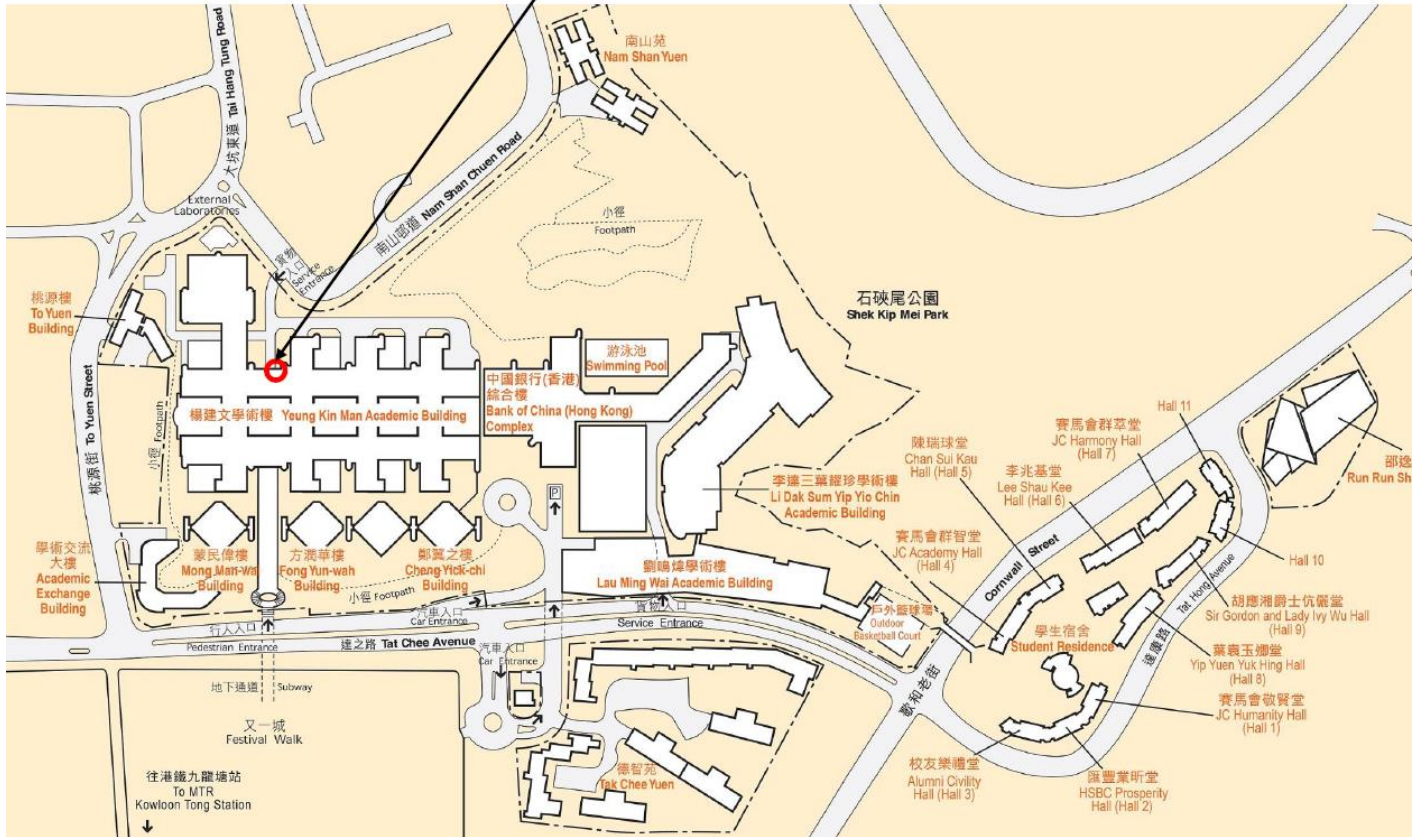 南山苑
Nam Shan Yuen
大坑東道 Tai Hang Tung Road
南山邨道 Nam Shan Chuen Road
External
Laboratories
貨物
入口
Service
Entrance
小徑
Footpath
桃源樓
To Yuen
Building
桃源街 To Yuen Street
小徑 Footpath
楊建文學術樓 Yeung Kin Man Academic Building
中國銀行(香港)
綜合樓
Bank of China (Hong Kong)
Complex
游泳池
Swimming Pool
石硤尾公園
Shek Kip Mei Park
李達三葉耀珍學術樓
Li Dak Sum Yip Yio Chin
Academic Building
P
學術交流
大樓
Academic
Exchange
Building
蒙民偉樓
Mong Man-wai
Building
方潤華樓
Fong Yun-wah
Building
鄭翼之樓
Cheng Yick-chi
Building
劉鳴煒學術樓
Lau Ming Wai Academic Building
小徑 Footpath
汽車入口
Car Entrance
貨物入口
Service Entrance
行人入口
Pedestrian Entrance
達之路 Tat Chee Avenue
汽車入口
Car Entrance
地下通道
Subway
又一城
Festival Walk
往港鐵九龍塘站
To MTR
Kowloon Tong Station
德智苑
Tak Chee Yuen
戶外籃球場
Outdoor
Basketball Court
Cornwall Street
歌和老街
Tat Hong Avenue
達康路
陳瑞球堂
Chan Sui Kau
Hall (Hall 5)
賽馬會群智堂
JC Academy Hall
(Hall 4)
李兆基堂
Lee Shau Kee
Hall (Hall 6)
賽馬會群萃堂
JC Harmony Hall
(Hall 7)
Hall 11
Hall 10
邵逸
Run Run Sh
胡應湘爵士伉儷堂
Sir Gordon and Lady Ivy Wu Hall
(Hall 9)
葉袁玉卿堂
Yip Yuen Yuk Hing Hall
(Hall 8)
學生宿舍
Student Residence
賽馬會敬賢堂
JC Humanity Hall
(Hall 1)
滙豐業昕堂
HSBC Prosperity
Hall (Hall 2)
校友樂禮堂
Alumni Civility
Hall (Hall 3)